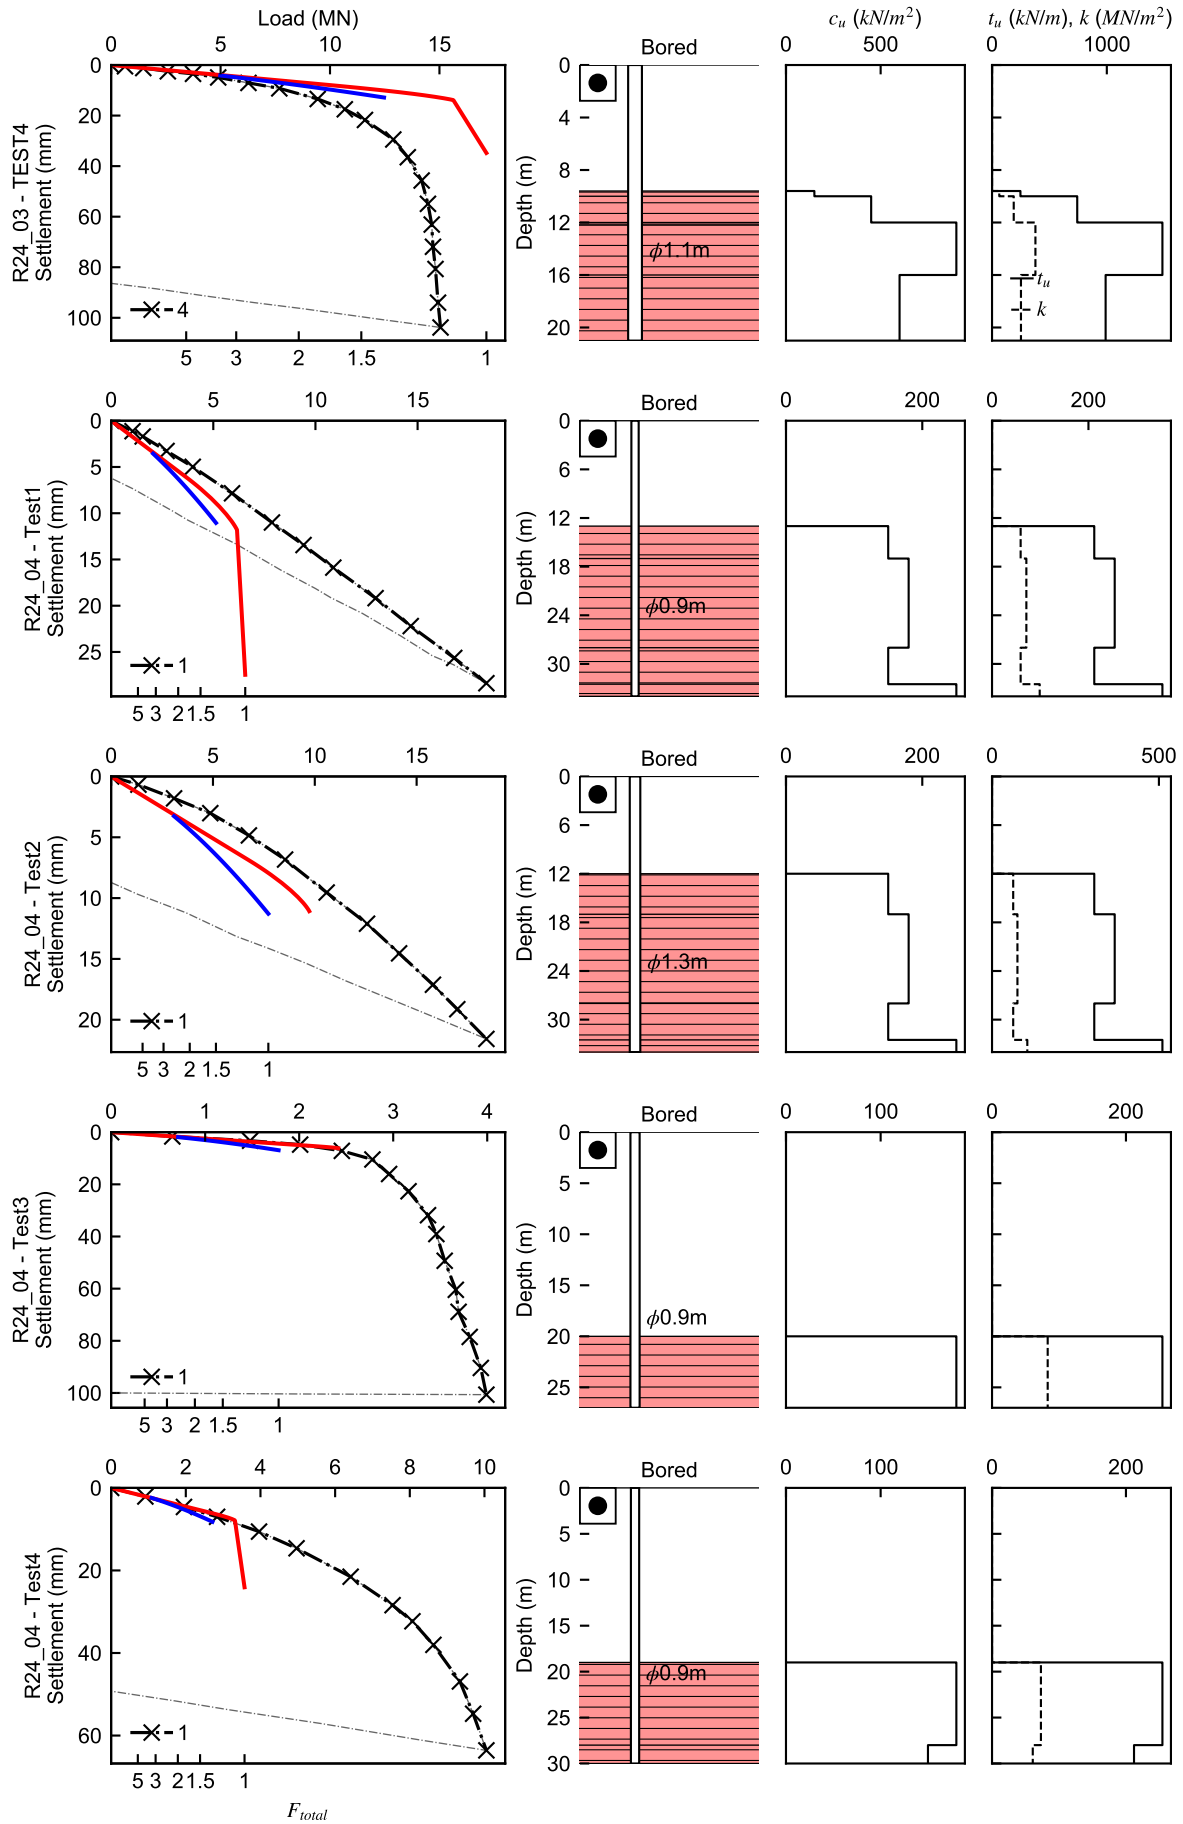 Load (MN)
0 5 10 15
0
20
40
60
80
100
R24_03 - TEST4
Settlement (mm)
4
5 3 2 1.5 1
Bored
Depth (m)
0
4
8
12
16
20
ϕ1.1m
c_u (kN/m²)
0 500
t_u (kN/m), k (MN/m²)
0 1000
t_u
k
0 5 10 15
0
5
10
15
20
25
R24_04 - Test1
Settlement (mm)
1
5 3 2 1.5 1
Bored
Depth (m)
0
6
12
18
24
30
ϕ0.9m
0 200
0 200
0 5 10 15
0
5
10
15
20
R24_04 - Test2
Settlement (mm)
1
5 3 2 1.5 1
Bored
Depth (m)
0
6
12
18
24
30
ϕ1.3m
0 200
0 500
0 1 2 3 4
0
20
40
60
80
100
R24_04 - Test3
Settlement (mm)
1
5 3 2 1.5 1
Bored
Depth (m)
0
5
10
15
20
25
ϕ0.9m
0 100
0 200
0 2 4 6 8 10
0
20
40
60
R24_04 - Test4
Settlement (mm)
1
5 3 2 1.5 1
F_total
Bored
Depth (m)
0
5
10
15
20
25
30
ϕ0.9m
0 100
0 200